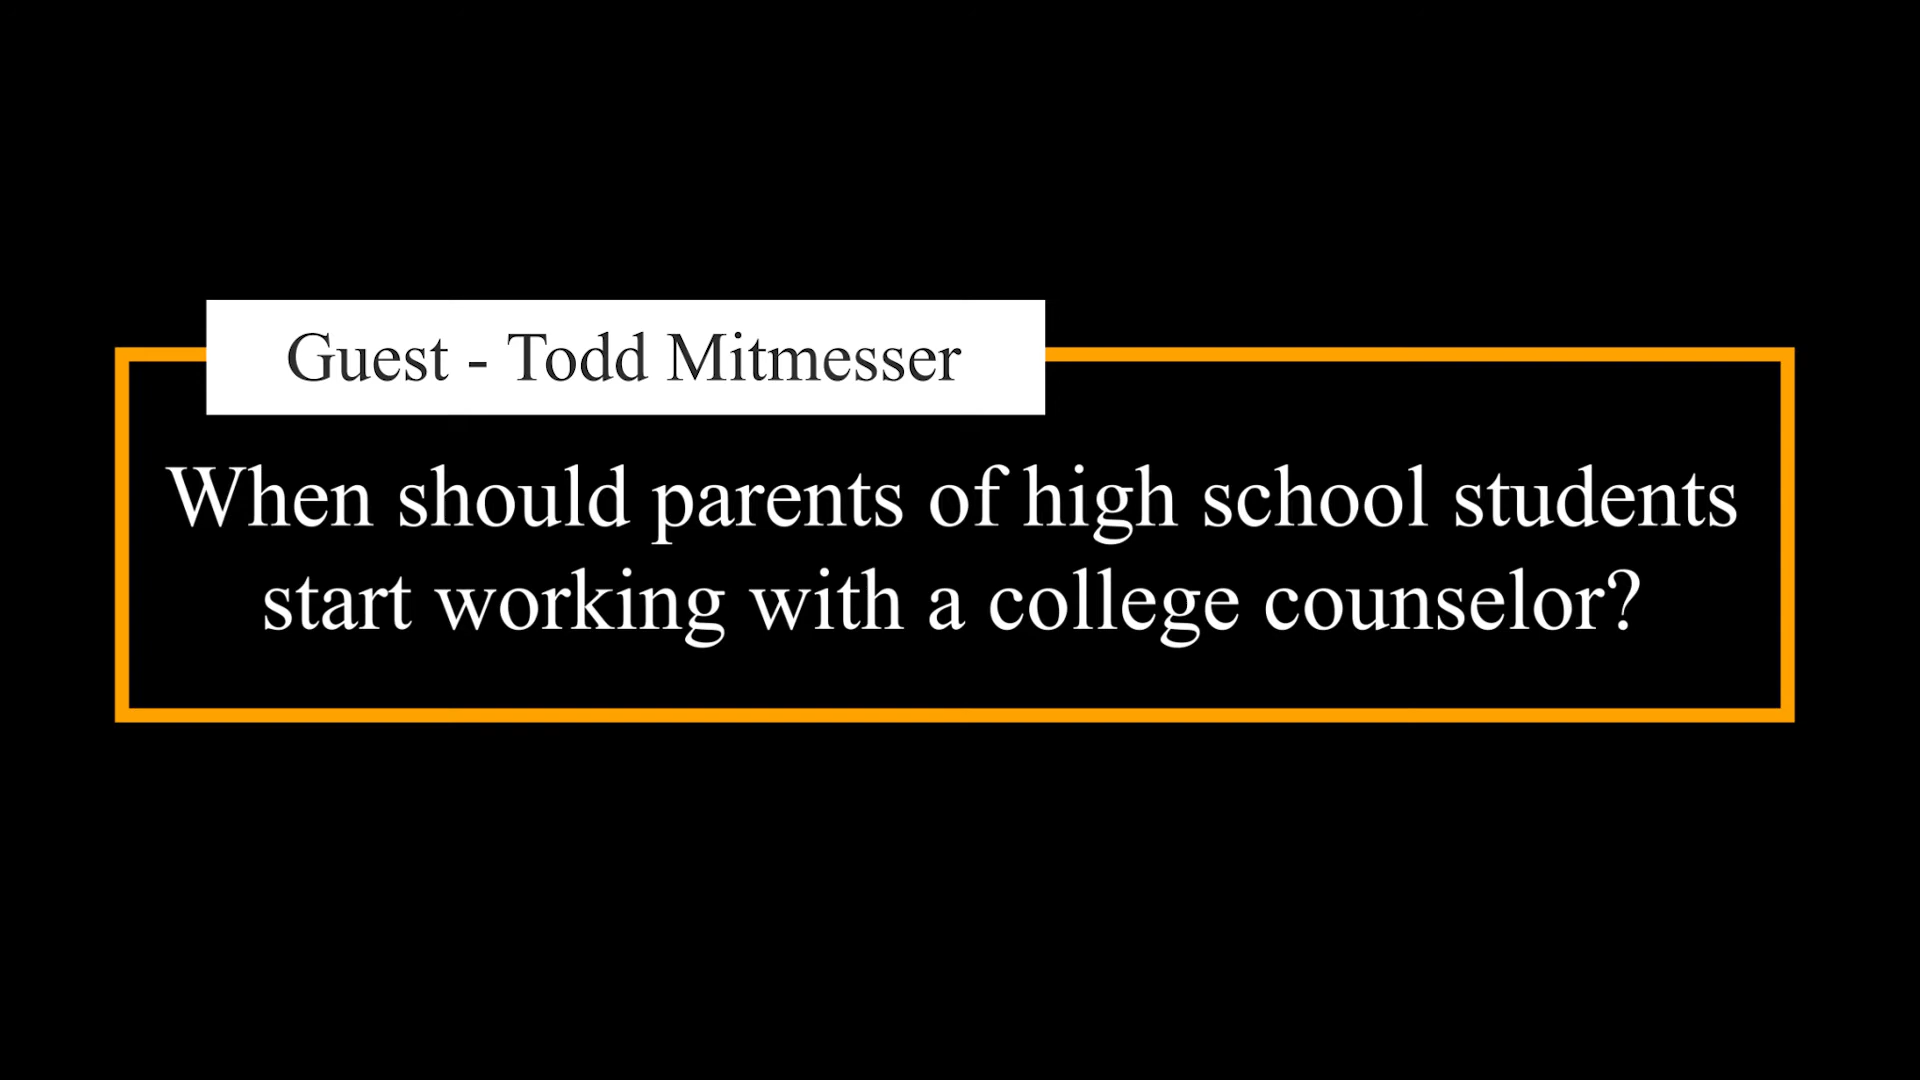 Guest - Todd Mitmesser
When should parents of high school students
start working with a college counselor?